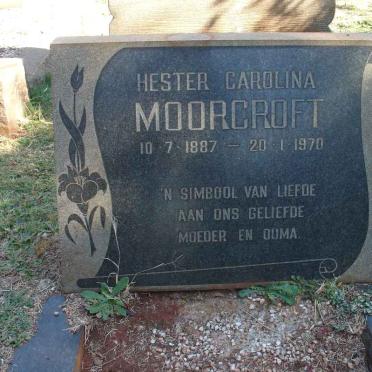 HESTER CAROLINA
MOORCROFT
10·7·1887 — 20·1·1970
'N SIMBOOL VAN LIEFDE
AAN ONS GELIEFDE
MOEDER EN OUMA.